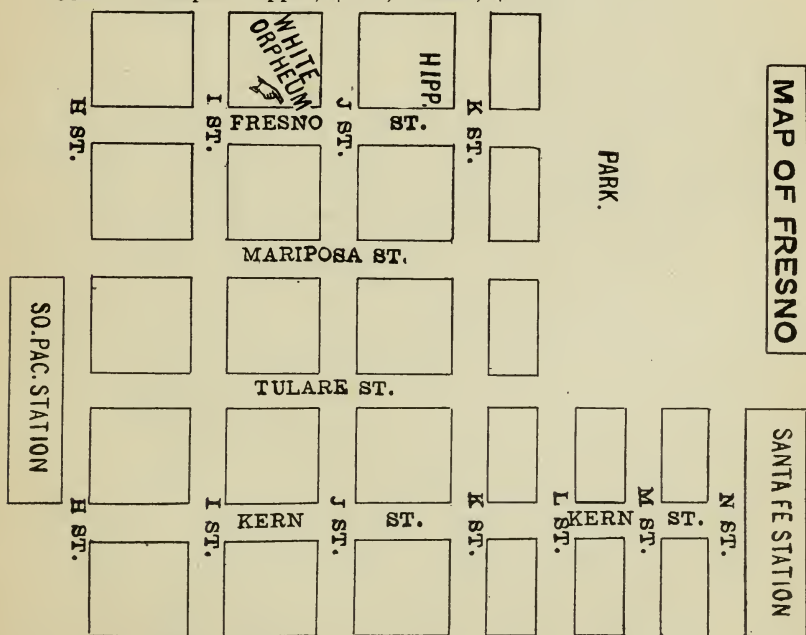 MAP OF FRESNO
WHITE
ORPHEUM
HIPP.
H ST.
I ST.
FRESNO ST.
J ST.
K ST.
PARK.
MARIPOSA ST.
SO. PAC. STATION
TULARE ST.
SANTA FE STATION
H ST.
I ST.
KERN ST.
J ST.
K ST.
L ST.
KERN ST.
M ST.
N ST.